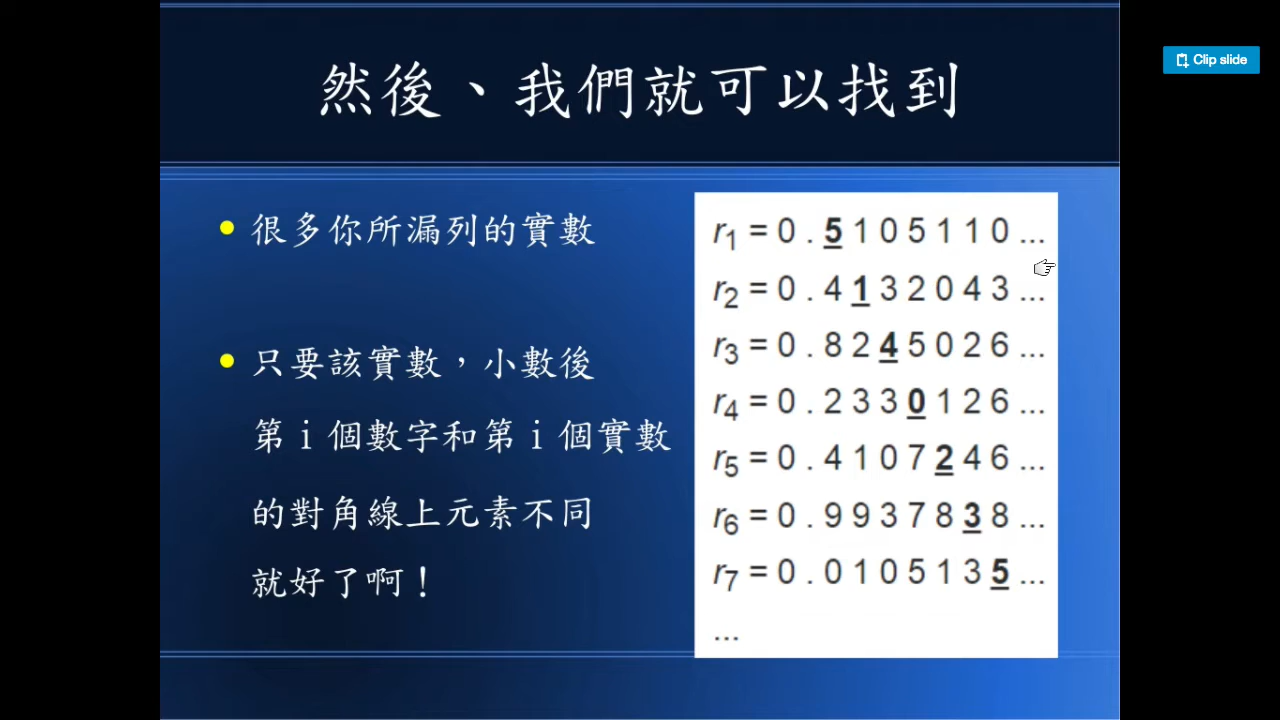 然後、我們就可以找到
Clip slide
很多你所漏列的實數
只要該實數，小數後
第 i 個數字和第 i 個實數
的對角線上元素不同
就好了啊！
r1 = 0 . 5 1 0 5 1 1 0 ...
r2 = 0 . 4 1 3 2 0 4 3 ...
r3 = 0 . 8 2 4 5 0 2 6 ...
r4 = 0 . 2 3 3 0 1 2 6 ...
r5 = 0 . 4 1 0 7 2 4 6 ...
r6 = 0 . 9 9 3 7 8 3 8 ...
r7 = 0 . 0 1 0 5 1 3 5 ...
...